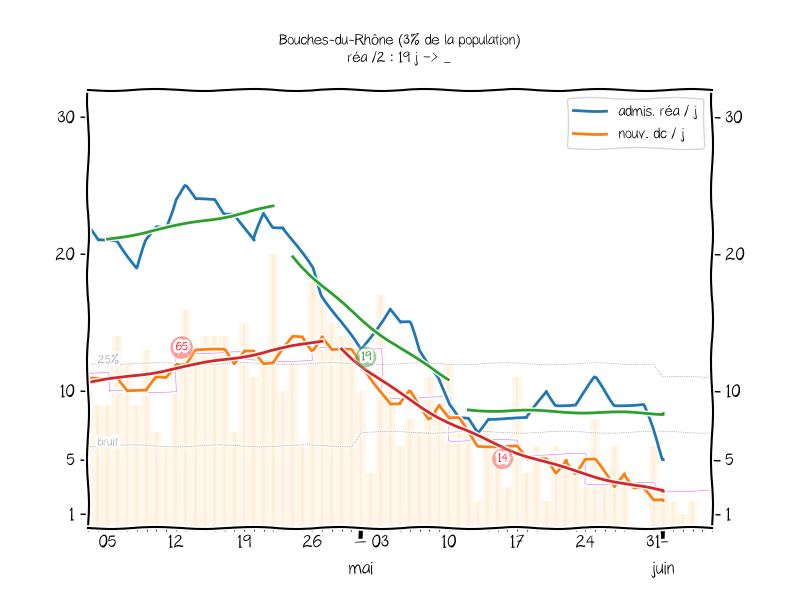 Bouches-du-Rhône (3% de la population)
réa /2 : 19 j -> _
admis. réa / j
nouv. dc / j
30
30
20
20
10
10
5
5
1
1
25%
bruit
65
19
14
05 12 19 26 03 10 17 24 31
mai juin